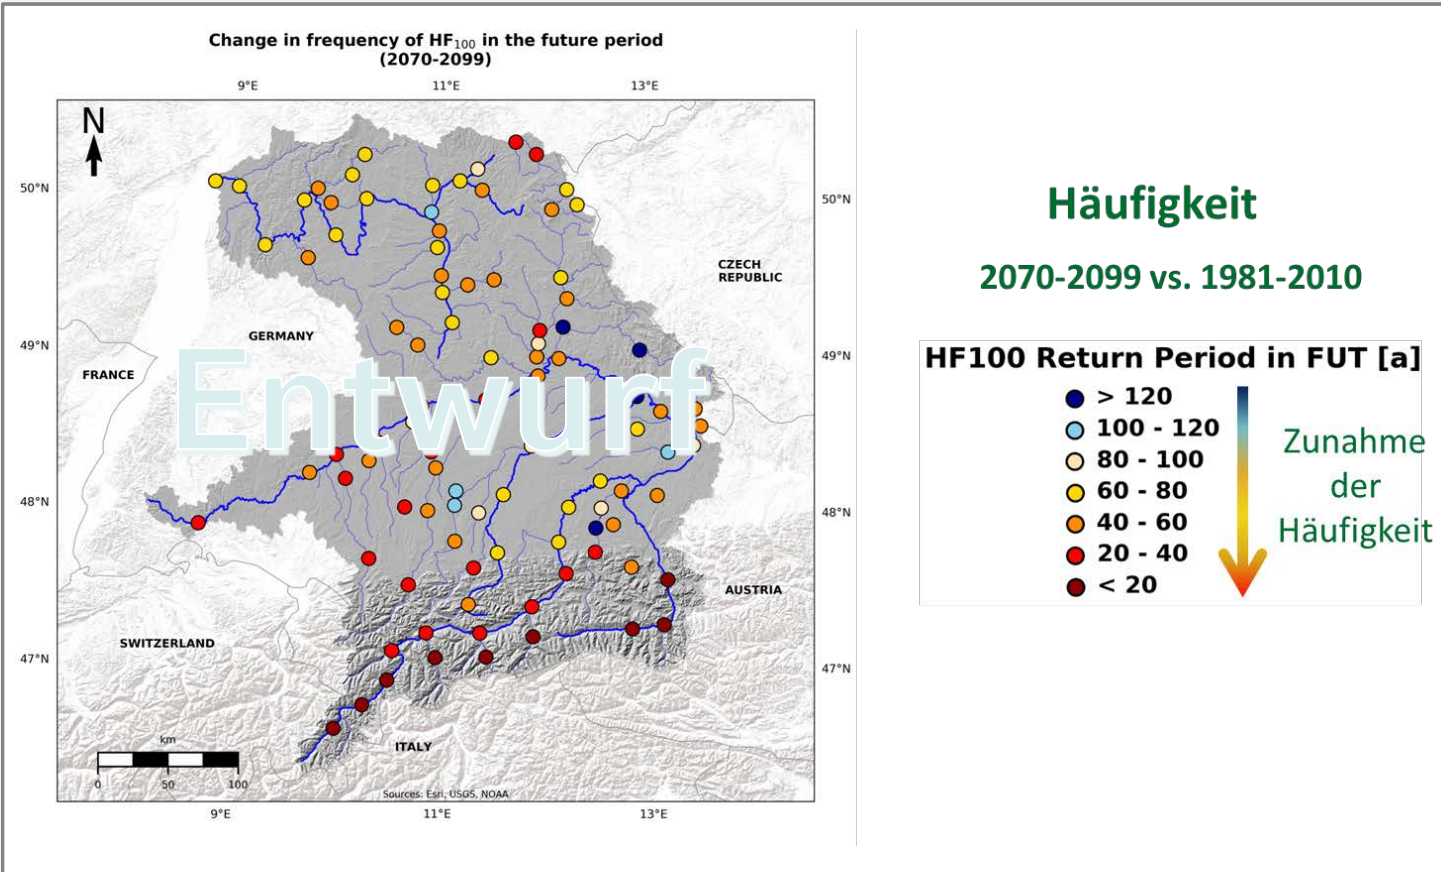 Change in frequency of HF100 in the future period
(2070-2099)
9°E 11°E 13°E
N
50°N
50°N
CZECH
REPUBLIC
GERMANY
49°N
49°N
FRANCE
Entwurf
48°N
48°N
AUSTRIA
SWITZERLAND
47°N
47°N
ITALY
km
0 50 100
Sources: Esri, USGS, NOAA
9°E 11°E 13°E
Häufigkeit
2070-2099 vs. 1981-2010
HF100 Return Period in FUT [a]
> 120
100 - 120
80 - 100
60 - 80
40 - 60
20 - 40
< 20
Zunahme
der
Häufigkeit